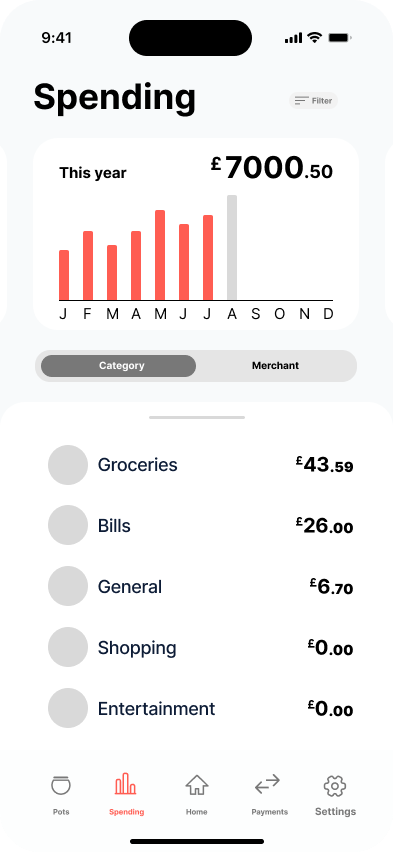 9:41
Spending
Filter
This year £7000.50
J F M A M J J A S O N D
Category Merchant
Groceries £43.59
Bills £26.00
General £6.70
Shopping £0.00
Entertainment £0.00
Pots Spending Home Payments Settings